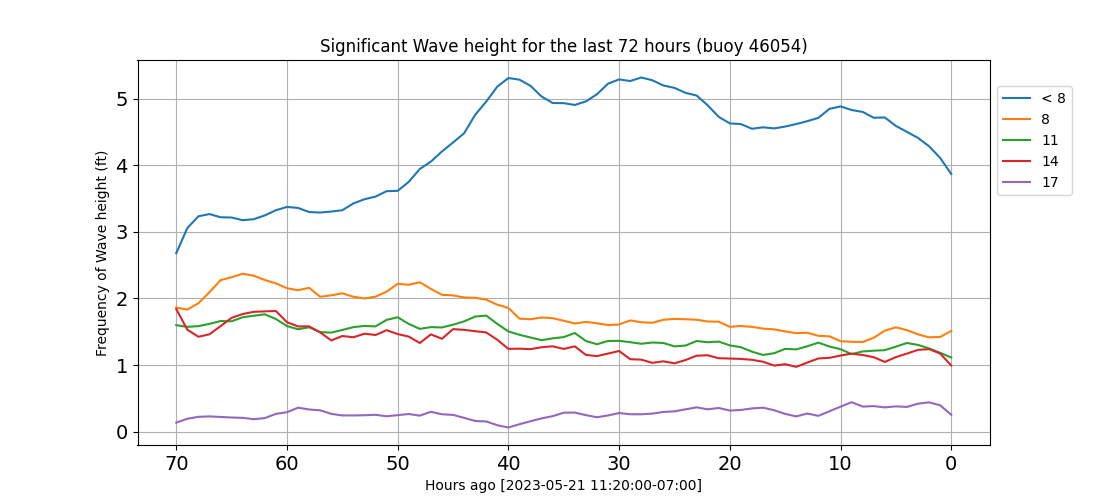 Significant Wave height for the last 72 hours (buoy 46054)
Frequency of Wave height (ft)
5
4
3
2
1
0
70 60 50 40 30 20 10 0
Hours ago [2023-05-21 11:20:00-07:00]
< 8
8
11
14
17